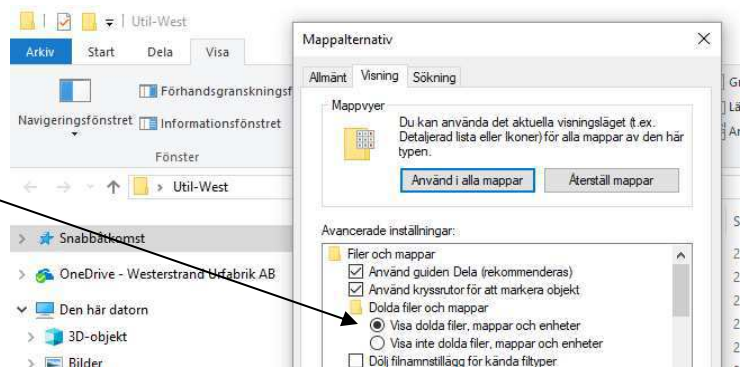 Util-West
Arkiv Start Dela Visa
Navigeringsfönstret
Förhandsgranskningsf
Informationsfönstret
Fönster
Util-West
Snabbåtkomst
OneDrive - Westerstrand Urfabrik AB
Den här datorn
3D-objekt
Bilder
Mappalternativ
Allmänt Visning Sökning
Mappvyer
Du kan använda det aktuella visningsläget (t.ex.
Detaljerad lista eller Ikoner) för alla mappar av den här
typen.
Använd i alla mappar Återställ mappar
Avancerade inställningar:
Filer och mappar
Använd guiden Dela (rekommenderas)
Använd kryssrutor för att markera objekt
Dolda filer och mappar
Visa dolda filer, mappar och enheter
Visa inte dolda filer, mappar och enheter
Dölj filnamnstillägg för kända filtyper